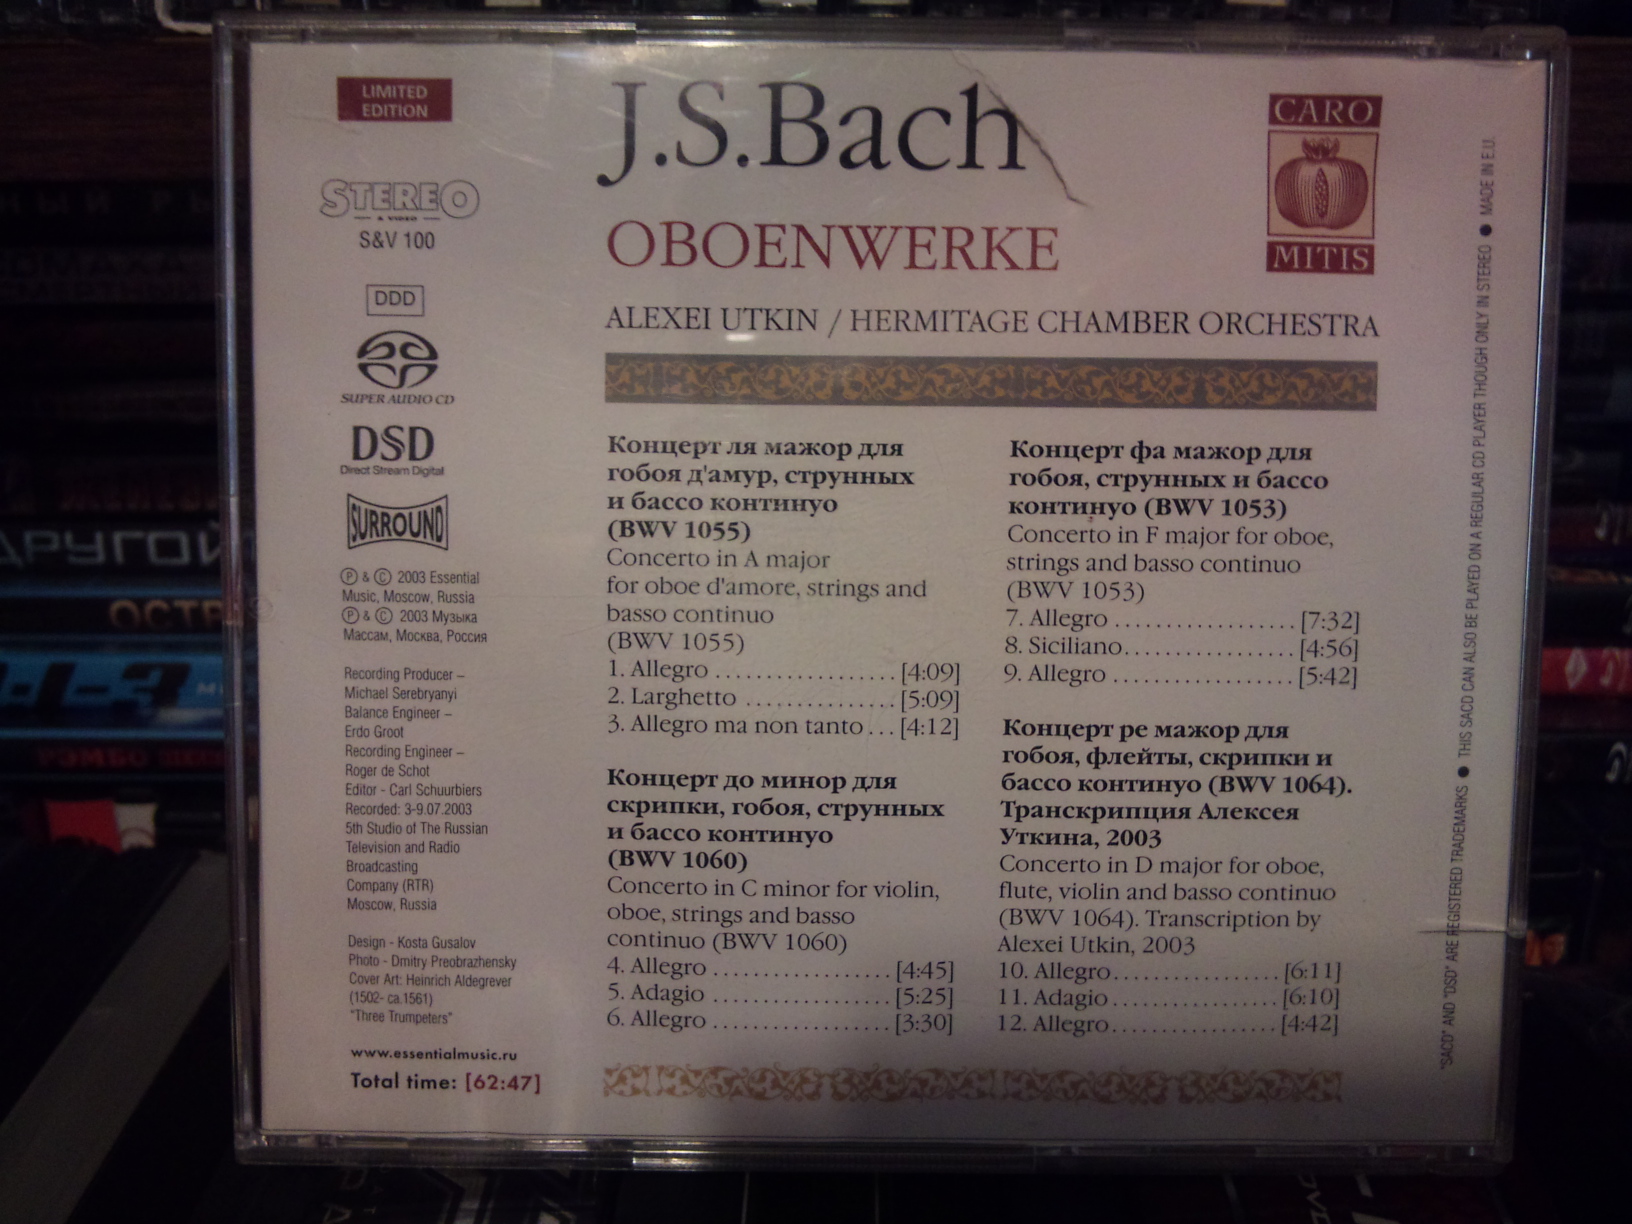 LIMITED
EDITION
STEREO
& VIDEO
S&V 100
DDD
SUPER AUDIO CD
DSD
Direct Stream Digital
SURROUND
Ⓟ & Ⓒ 2003 Essential
Music, Moscow, Russia
Ⓟ & Ⓒ 2003 Музыка
Массам, Москва, Россия
Recording Producer –
Michael Serebryanyi
Balance Engineer –
Erdo Groot
Recording Engineer –
Roger de Schot
Editor - Carl Schuurbiers
Recorded: 3-9.07.2003
5th Studio of The Russian
Television and Radio
Broadcasting
Company (RTR)
Moscow, Russia
Design - Kosta Gusalov
Photo - Dmitry Preobrazhensky
Cover Art: Heinrich Aldegrever
(1502- ca.1561)
"Three Trumpeters"
www.essentialmusic.ru
Total time: [62:47]
J.S.Bach
OBOENWERKE
ALEXEI UTKIN / HERMITAGE CHAMBER ORCHESTRA
CARO
MITIS
Концерт ля мажор для
гобоя д'амур, струнных
и бассо континуо
(BWV 1055)
Concerto in A major
for oboe d'amore, strings and
basso continuo
(BWV 1055)
1. Allegro .................. [4:09]
2. Larghetto ............... [5:09]
3. Allegro ma non tanto ... [4:12]
Концерт до минор для
скрипки, гобоя, струнных
и бассо континуо
(BWV 1060)
Concerto in C minor for violin,
oboe, strings and basso
continuo (BWV 1060)
4. Allegro .................. [4:45]
5. Adagio .................. [5:25]
6. Allegro .................. [3:30]
Концерт фа мажор для
гобоя, струнных и бассо
континуо (BWV 1053)
Concerto in F major for oboe,
strings and basso continuo
(BWV 1053)
7. Allegro .................. [7:32]
8. Siciliano................. [4:56]
9. Allegro .................. [5:42]
Концерт ре мажор для
гобоя, флейты, скрипки и
бассо континуо (BWV 1064).
Транскрипция Алексея
Уткина, 2003
Concerto in D major for oboe,
flute, violin and basso continuo
(BWV 1064). Transcription by
Alexei Utkin, 2003
10. Allegro................. [6:11]
11. Adagio ................. [6:10]
12. Allegro................. [4:42]
"SACD" AND "DSD" ARE REGISTERED TRADEMARKS ● THIS SACD CAN ALSO BE PLAYED ON A REGULAR CD PLAYER THOUGH ONLY IN STEREO ● MADE IN E.U.
ДРУГОЙ
ОСТР